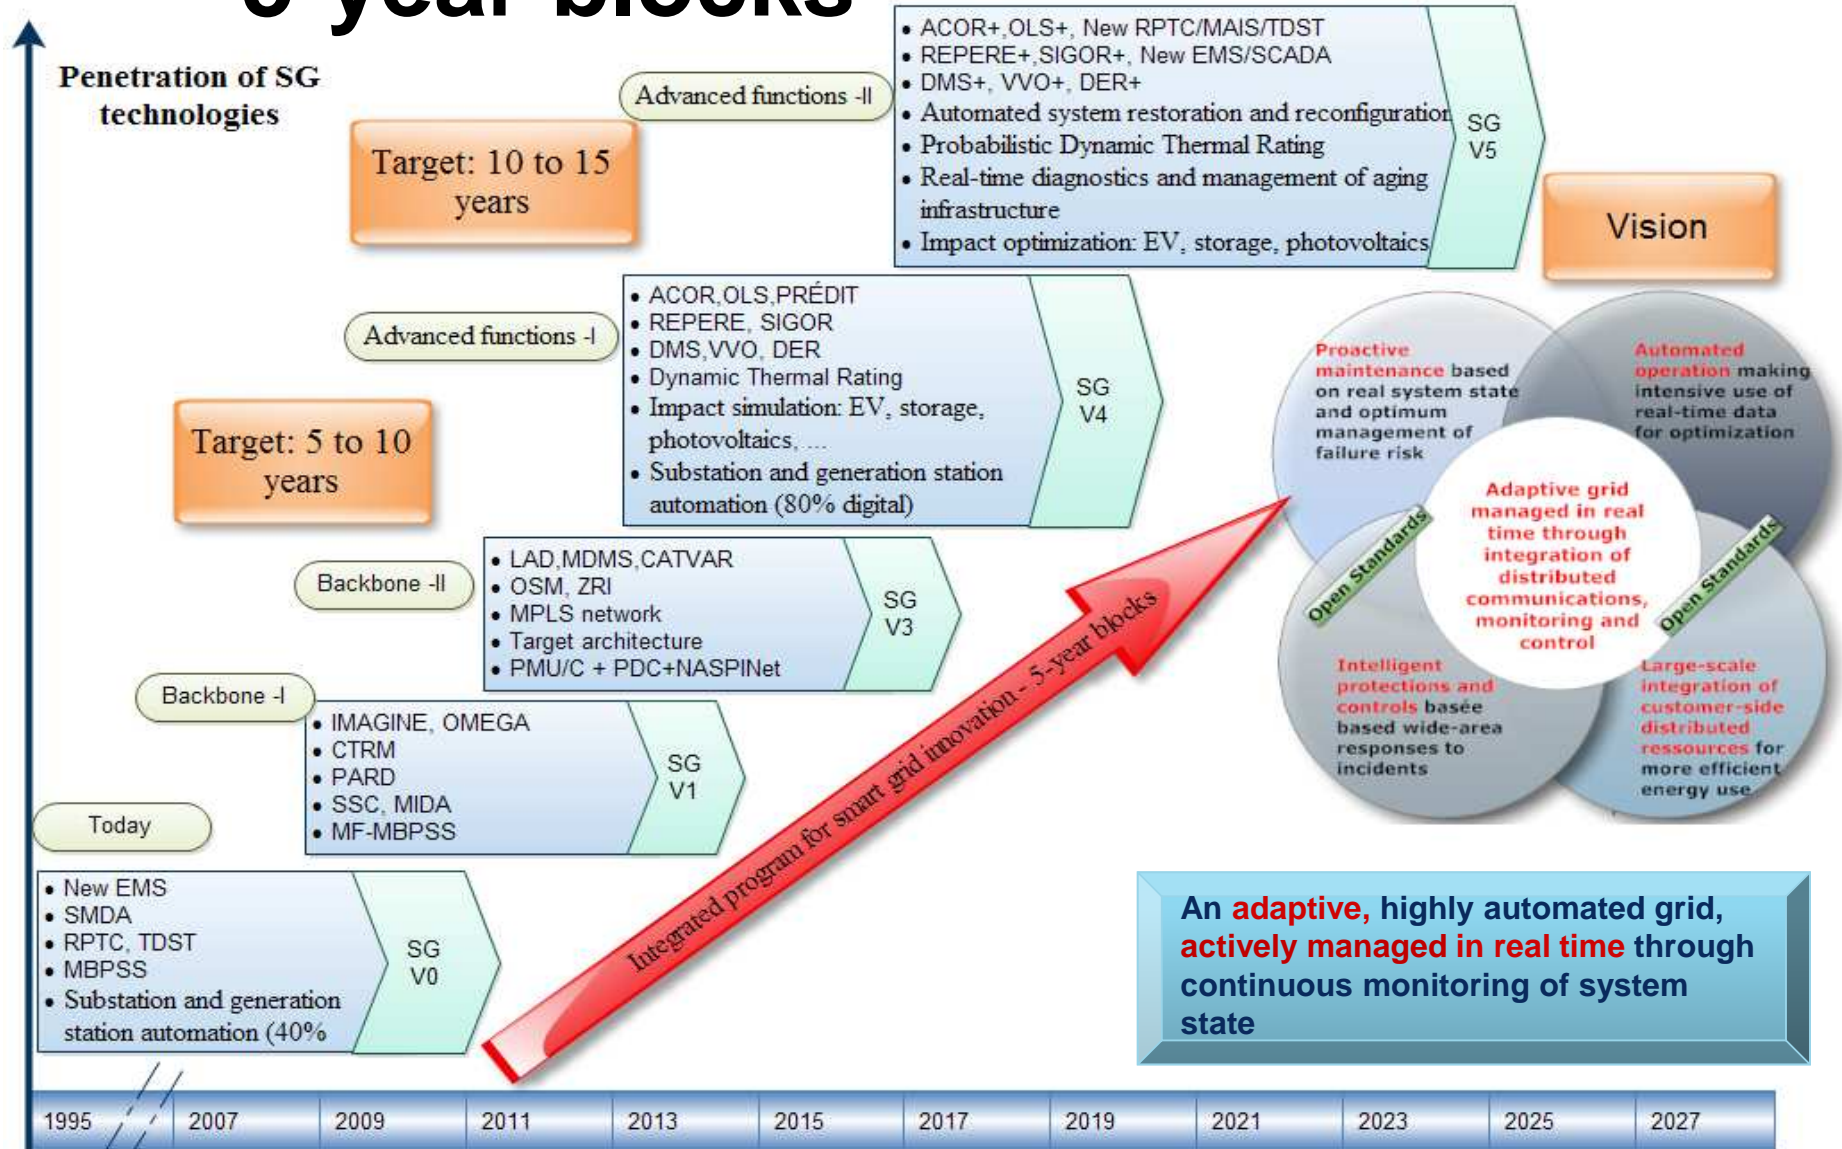 5-year blocks
Penetration of SG
technologies
Target: 10 to 15
years
Advanced functions -II
• ACOR+,OLS+, New RPTC/MAIS/TDST
• REPERE+,SIGOR+, New EMS/SCADA
• DMS+, VVO+, DER+
• Automated system restoration and reconfiguration
• Probabilistic Dynamic Thermal Rating
• Real-time diagnostics and management of aging
infrastructure
• Impact optimization: EV, storage, photovoltaics
SG
V5
Vision
Advanced functions -I
• ACOR,OLS,PRÉDIT
• REPERE, SIGOR
• DMS,VVO, DER
• Dynamic Thermal Rating
• Impact simulation: EV, storage,
photovoltaics, ...
• Substation and generation station
automation (80% digital)
SG
V4
Target: 5 to 10
years
Backbone -II
• LAD,MDMS,CATVAR
• OSM, ZRI
• MPLS network
• Target architecture
• PMU/C + PDC+NASPINet
SG
V3
Backbone -I
• IMAGINE, OMEGA
• CTRM
• PARD
• SSC, MIDA
• MF-MBPSS
SG
V1
Today
• New EMS
• SMDA
• RPTC, TDST
• MBPSS
• Substation and generation
station automation (40%
SG
V0
Integrated program for smart grid innovation - 5-year blocks
Proactive
maintenance based
on real system state
and optimum
management of
failure risk
Automated
operation making
intensive use of
real-time data
for optimization
Adaptive grid
managed in real
time through
integration of
distributed
communications,
monitoring and
control
Open Standards
Open Standards
Intelligent
protections and
controls basée
based wide-area
responses to
incidents
Large-scale
integration of
customer-side
distributed
ressources for
more efficient
energy use
An adaptive, highly automated grid,
actively managed in real time through
continuous monitoring of system
state
1995 2007 2009 2011 2013 2015 2017 2019 2021 2023 2025 2027